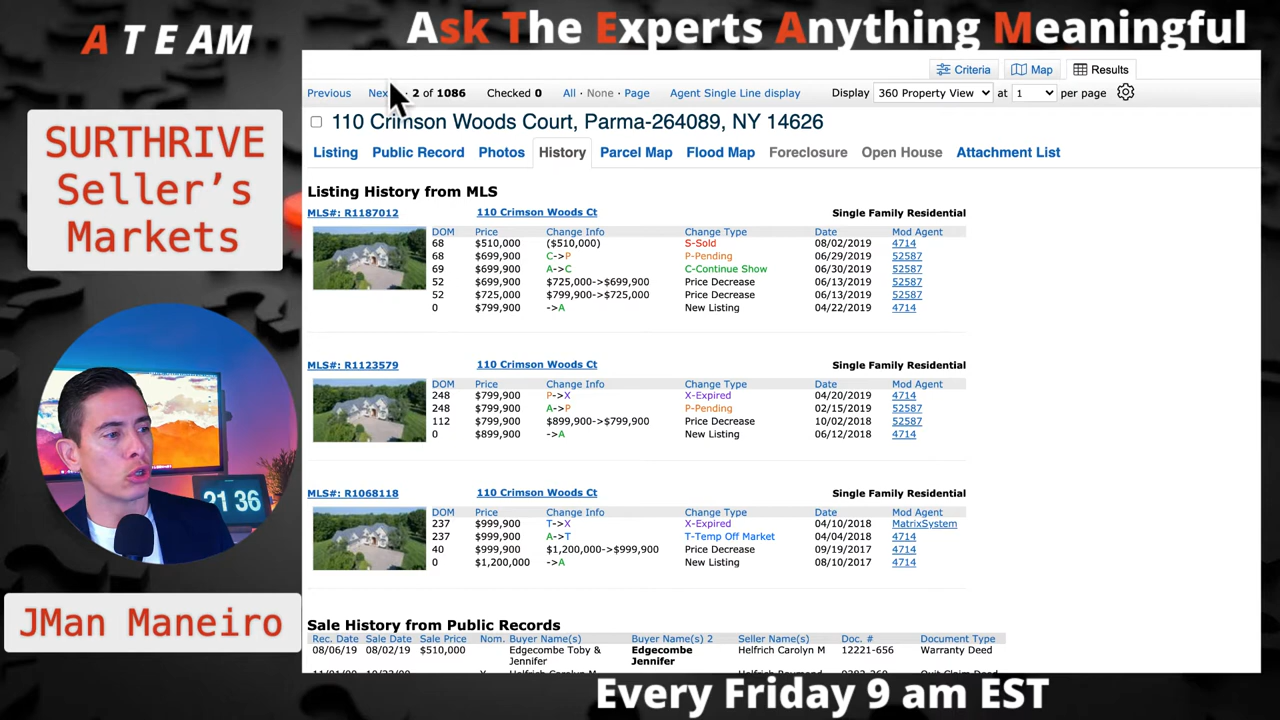 A T E AM
Ask The Experts Anything Meaningful
SURTHRIVE
Seller's
Markets
Criteria Map Results
Previous Nex · 2 of 1086 Checked 0 All · None · Page Agent Single Line display Display 360 Property View at 1 per page
110 Crimson Woods Court, Parma-264089, NY 14626
Listing Public Record Photos History Parcel Map Flood Map Foreclosure Open House Attachment List
Listing History from MLS
MLS#: R1187012 110 Crimson Woods Ct Single Family Residential
DOM Price Change Info Change Type Date Mod Agent
68 $510,000 ($510,000) S-Sold 08/02/2019 4714
68 $699,900 C->P P-Pending 06/29/2019 52587
69 $699,900 A->C C-Continue Show 06/30/2019 52587
52 $699,900 $725,000->$699,900 Price Decrease 06/13/2019 52587
52 $725,000 $799,900->$725,000 Price Decrease 06/13/2019 52587
0 $799,900 ->A New Listing 04/22/2019 4714
MLS#: R1123579 110 Crimson Woods Ct Single Family Residential
DOM Price Change Info Change Type Date Mod Agent
248 $799,900 P->X X-Expired 04/20/2019 4714
248 $799,900 A->P P-Pending 02/15/2019 52587
112 $799,900 $899,900->$799,900 Price Decrease 10/02/2018 52587
0 $899,900 ->A New Listing 06/12/2018 4714
MLS#: R1068118 110 Crimson Woods Ct Single Family Residential
DOM Price Change Info Change Type Date Mod Agent
237 $999,900 T->X X-Expired 04/10/2018 MatrixSystem
237 $999,900 A->T T-Temp Off Market 04/04/2018 4714
40 $999,900 $1,200,000->$999,900 Price Decrease 09/19/2017 4714
0 $1,200,000 ->A New Listing 08/10/2017 4714
Sale History from Public Records
Rec. Date Sale Date Sale Price Nom. Buyer Name(s) Buyer Name(s) 2 Seller Name(s) Doc. # Document Type
08/06/19 08/02/19 $510,000 Edgecombe Toby & Edgecombe Helfrich Carolyn M 12221-656 Warranty Deed
Jennifer Jennifer
21 36
JMan Maneiro
Every Friday 9 am EST